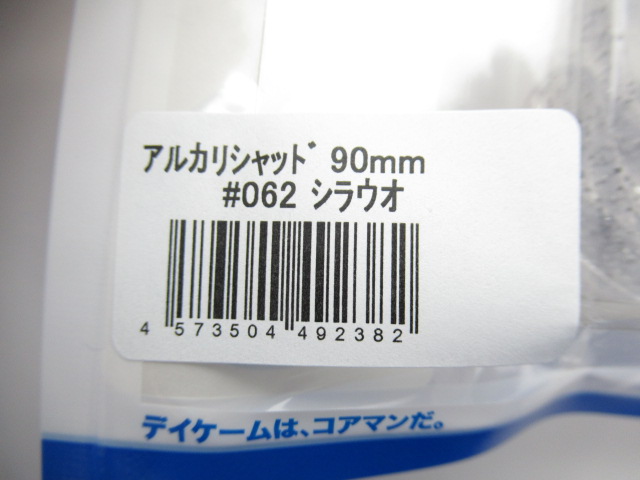 アルカリシャッド 90mm
#062 シラウオ
4 573504 492382
デイゲームは、コアマンだ。